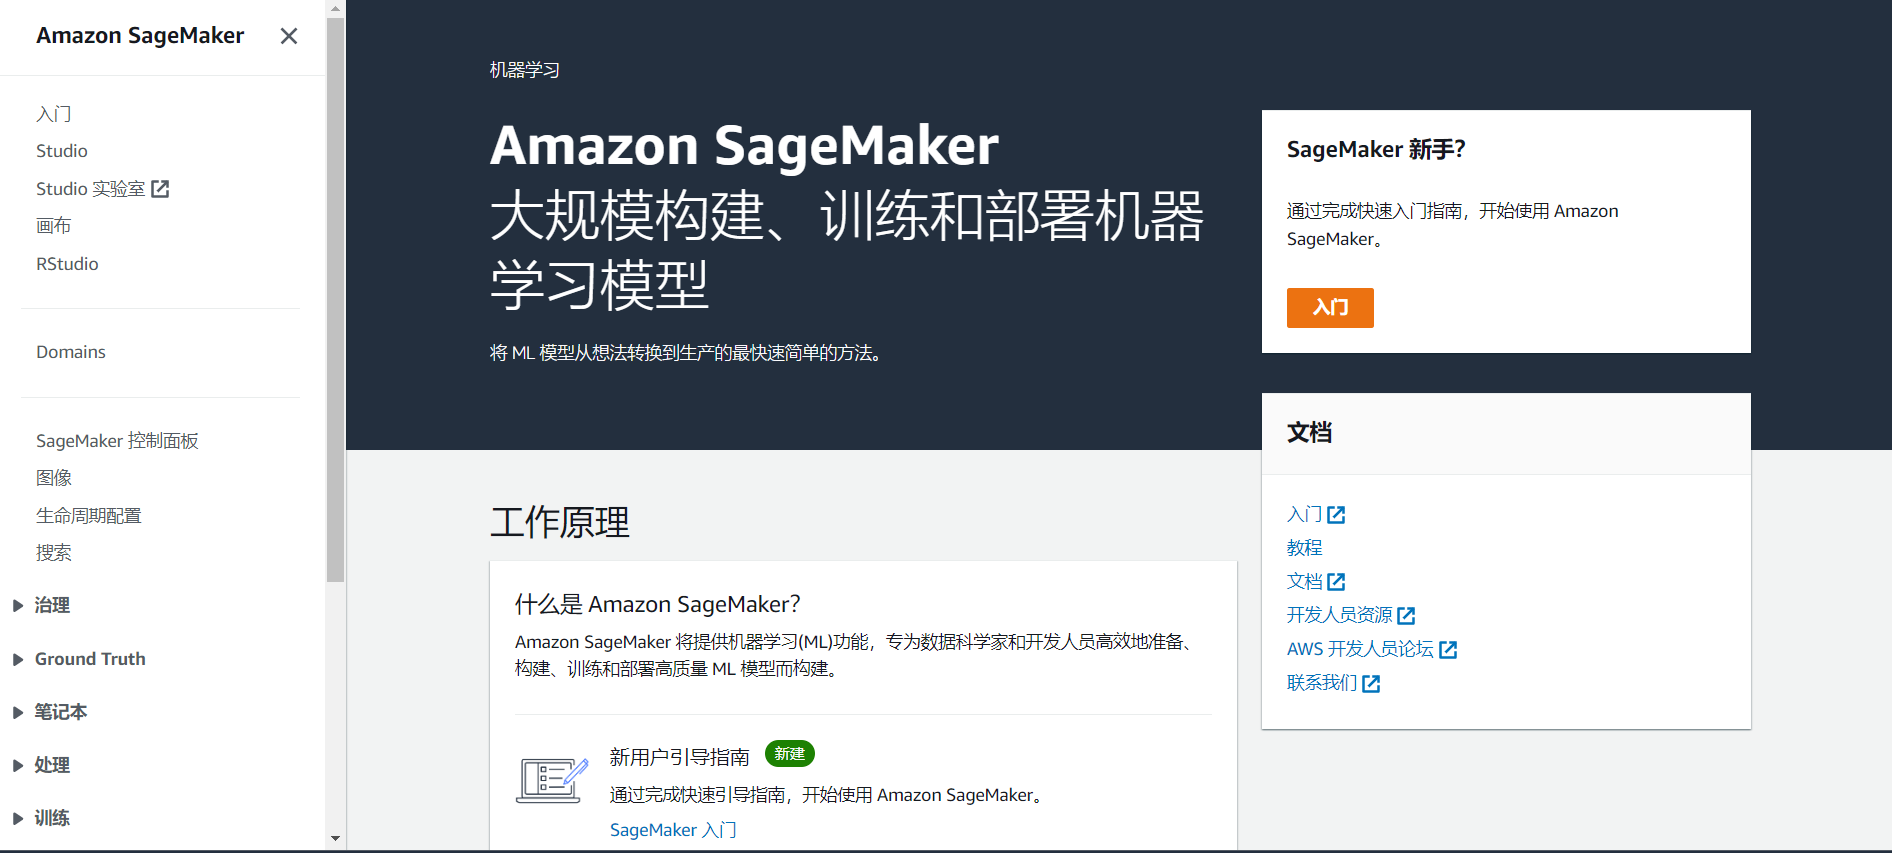 Amazon SageMaker
入门
Studio
Studio 实验室
画布
RStudio
Domains
SageMaker 控制面板
图像
生命周期配置
搜索
治理
Ground Truth
笔记本
处理
训练
机器学习
Amazon SageMaker
大规模构建、训练和部署机器
学习模型
将 ML 模型从想法转换到生产的最快速简单的方法。
SageMaker 新手？
通过完成快速入门指南，开始使用 Amazon
SageMaker。
入门
文档
入门
教程
文档
开发人员资源
AWS 开发人员论坛
联系我们
工作原理
什么是 Amazon SageMaker？
Amazon SageMaker 将提供机器学习(ML)功能，专为数据科学家和开发人员高效地准备、
构建、训练和部署高质量 ML 模型而构建。
新用户引导指南 新建
通过完成快速引导指南，开始使用 Amazon SageMaker。
SageMaker 入门